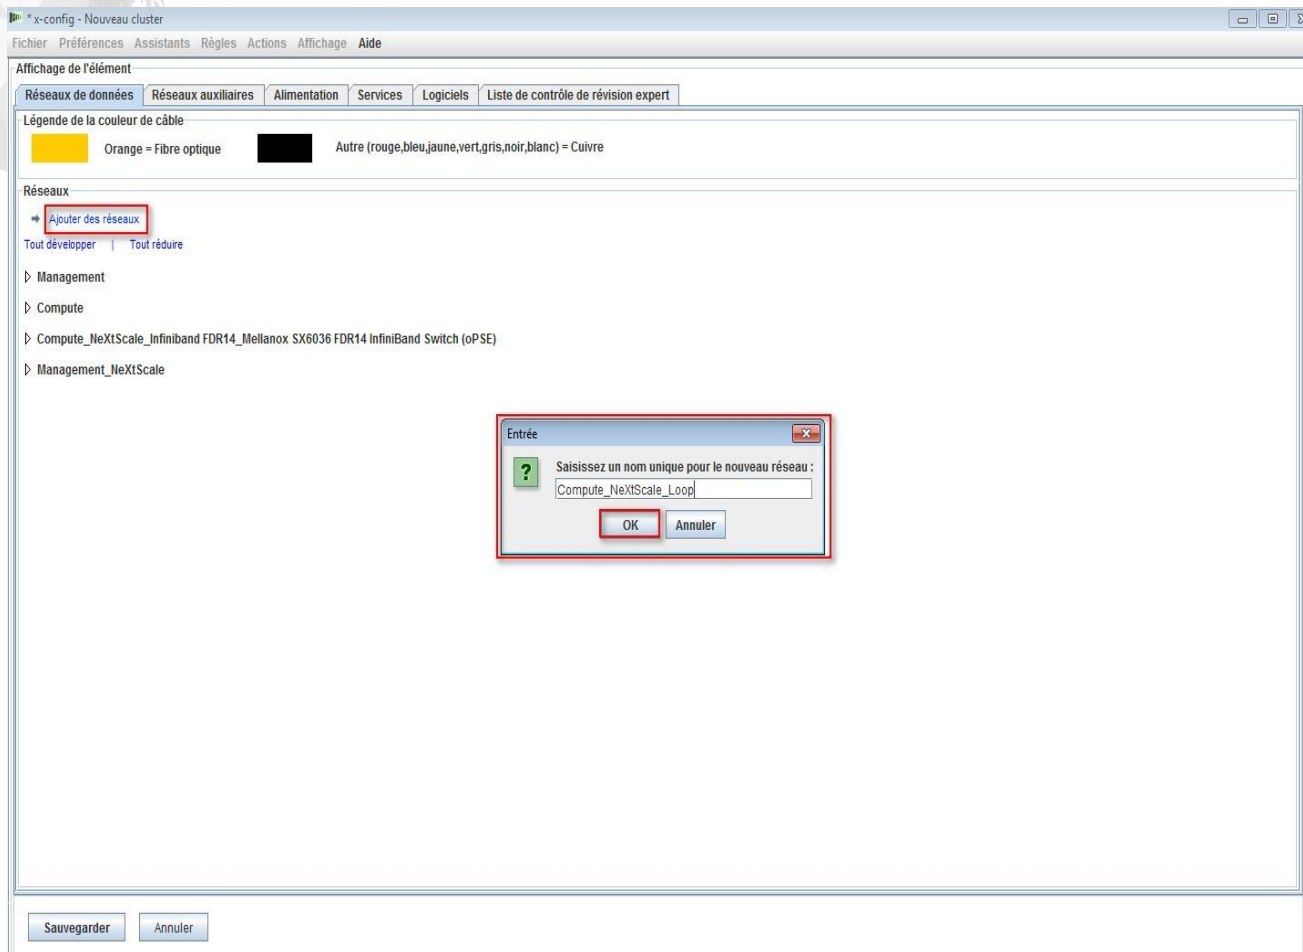 * x-config - Nouveau cluster
Fichier Préférences Assistants Règles Actions Affichage Aide
Affichage de l'élément
Réseaux de données Réseaux auxiliaires Alimentation Services Logiciels Liste de contrôle de révision expert
Légende de la couleur de câble
Orange = Fibre optique Autre (rouge,bleu,jaune,vert,gris,noir,blanc) = Cuivre
Réseaux
Ajouter des réseaux
Tout développer | Tout réduire
Management
Compute
Compute_NeXtScale_Infiniband FDR14_Mellanox SX6036 FDR14 InfiniBand Switch (oPSE)
Management_NeXtScale
Entrée
Saisissez un nom unique pour le nouveau réseau :
Compute_NeXtScale_Loop
OK Annuler
Sauvegarder Annuler